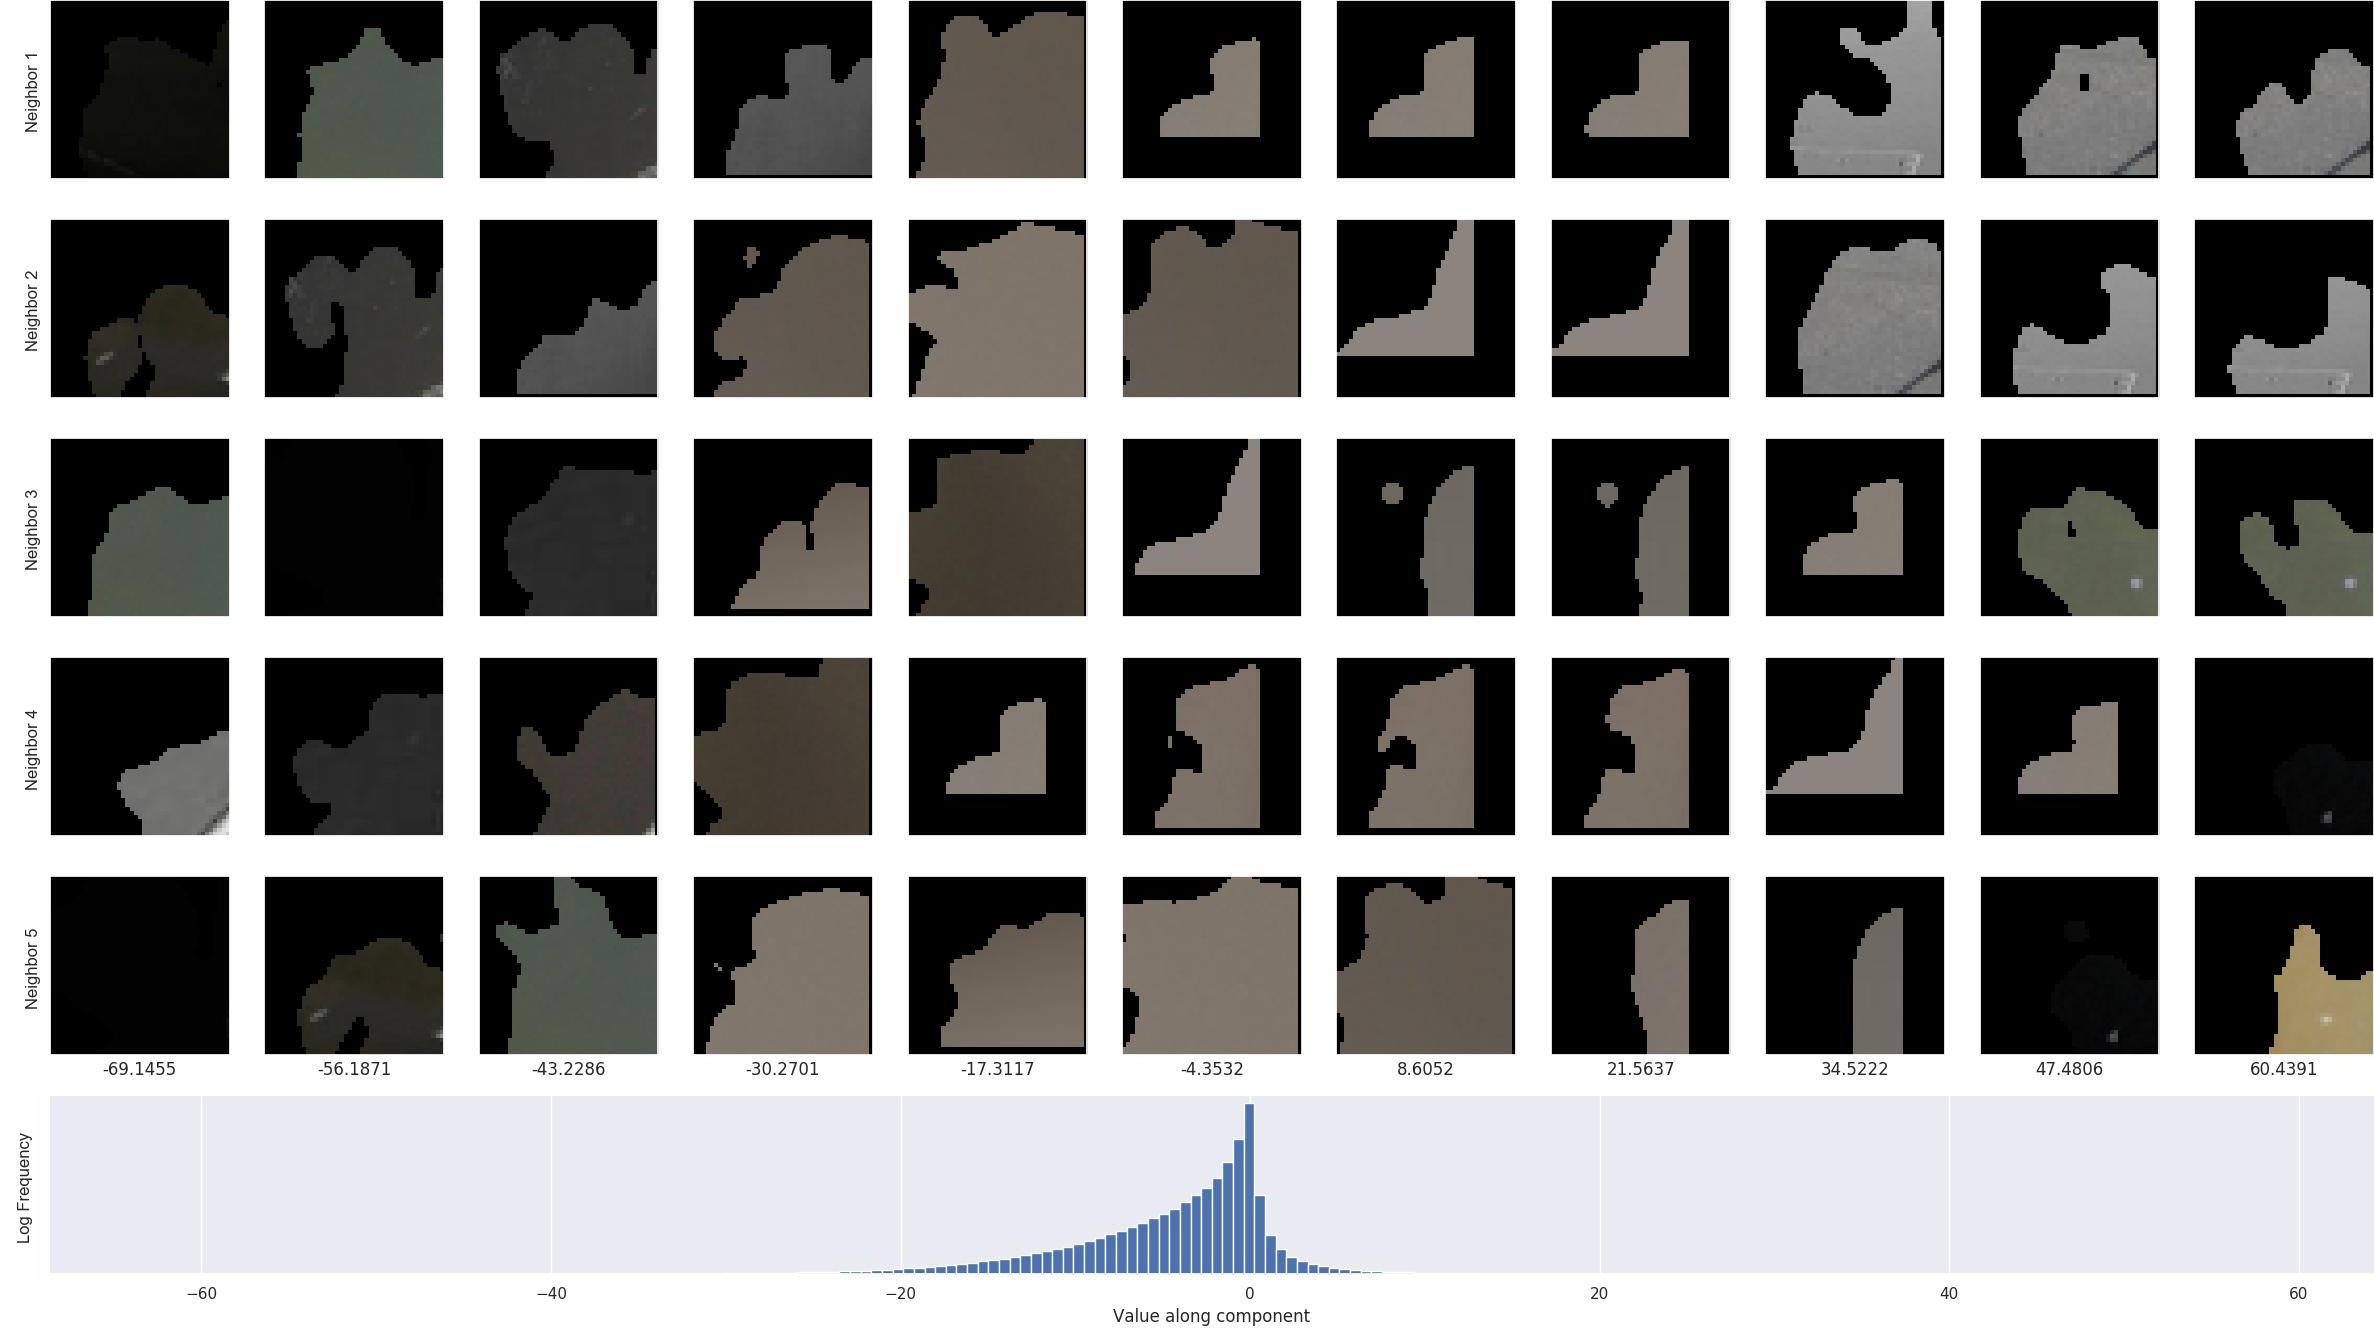 Neighbor 1
Neighbor 2
Neighbor 3
Neighbor 4
Neighbor 5
-69.1455 -56.1871 -43.2286 -30.2701 -17.3117 -4.3532 8.6052 21.5637 34.5222 47.4806 60.4391
Log Frequency
−60 −40 −20 0 20 40 60
Value along component